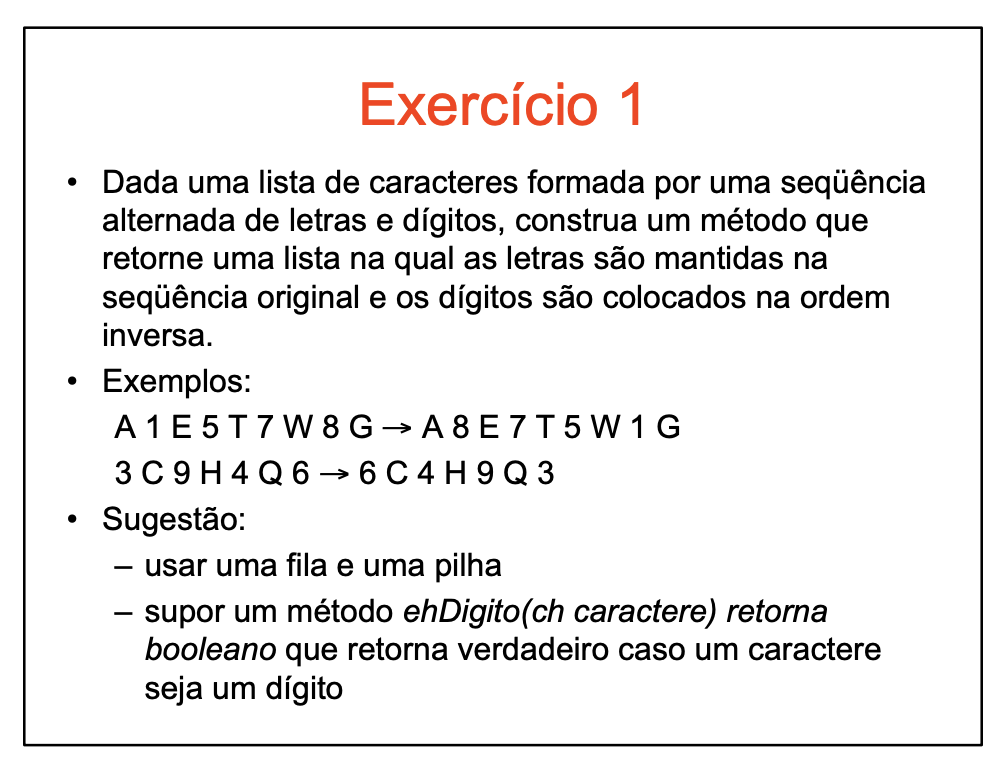 Exercício 1
• Dada uma lista de caracteres formada por uma seqüência
alternada de letras e dígitos, construa um método que
retorne uma lista na qual as letras são mantidas na
seqüência original e os dígitos são colocados na ordem
inversa.
• Exemplos:
A 1 E 5 T 7 W 8 G → A 8 E 7 T 5 W 1 G
3 C 9 H 4 Q 6 → 6 C 4 H 9 Q 3
• Sugestão:
– usar uma fila e uma pilha
– supor um método ehDigito(ch caractere) retorna
booleano que retorna verdadeiro caso um caractere
seja um dígito